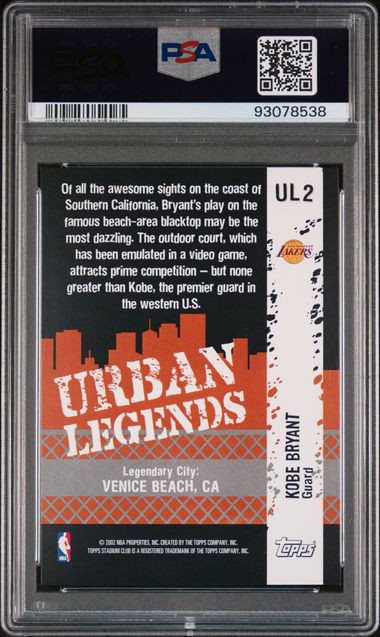 PSA
PSA
93078538
Of all the awesome sights on the coast of
Southern California, Bryant's play on the
famous beach-area blacktop may be the
most dazzling. The outdoor court, which
has been emulated in a video game,
attracts prime competition – but none
greater than Kobe, the premier guard in
the western U.S.
UL2
LOS ANGELES
LAKERS
URBAN
LEGENDS
Legendary City:
VENICE BEACH, CA
KOBE BRYANT
Guard
NBA
© 2002 NBA PROPERTIES, INC. CREATED BY THE TOPPS COMPANY, INC.
TOPPS STADIUM CLUB IS A REGISTERED TRADEMARK OF THE TOPPS COMPANY, INC.
topps